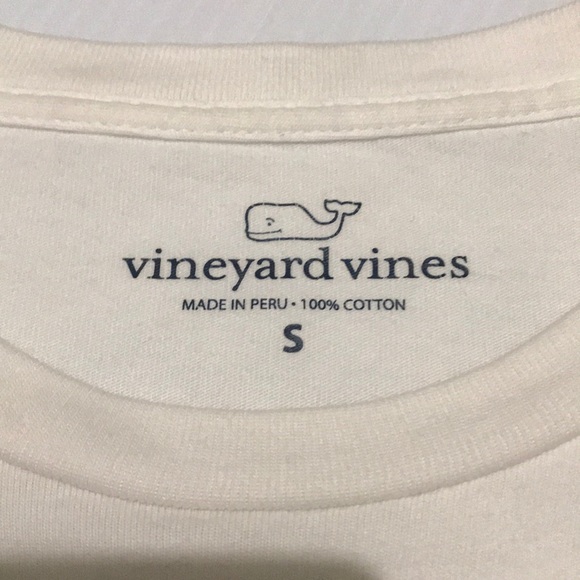 vineyard vines
MADE IN PERU • 100% COTTON
S